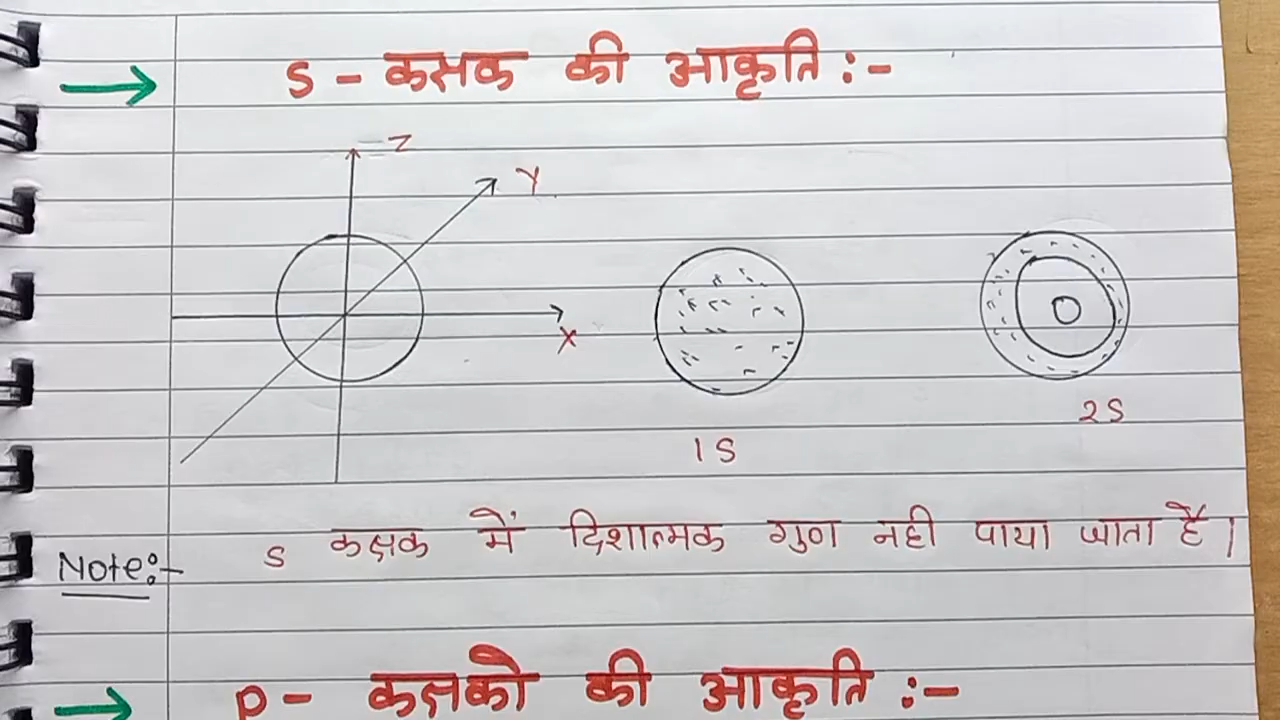 s - कक्षक की आकृति :-
Z
Y
X
1S
2S
Note:- s कक्षक में दिशात्मक गुण नही पाया जाता है।
p - कक्षको की आकृति :-